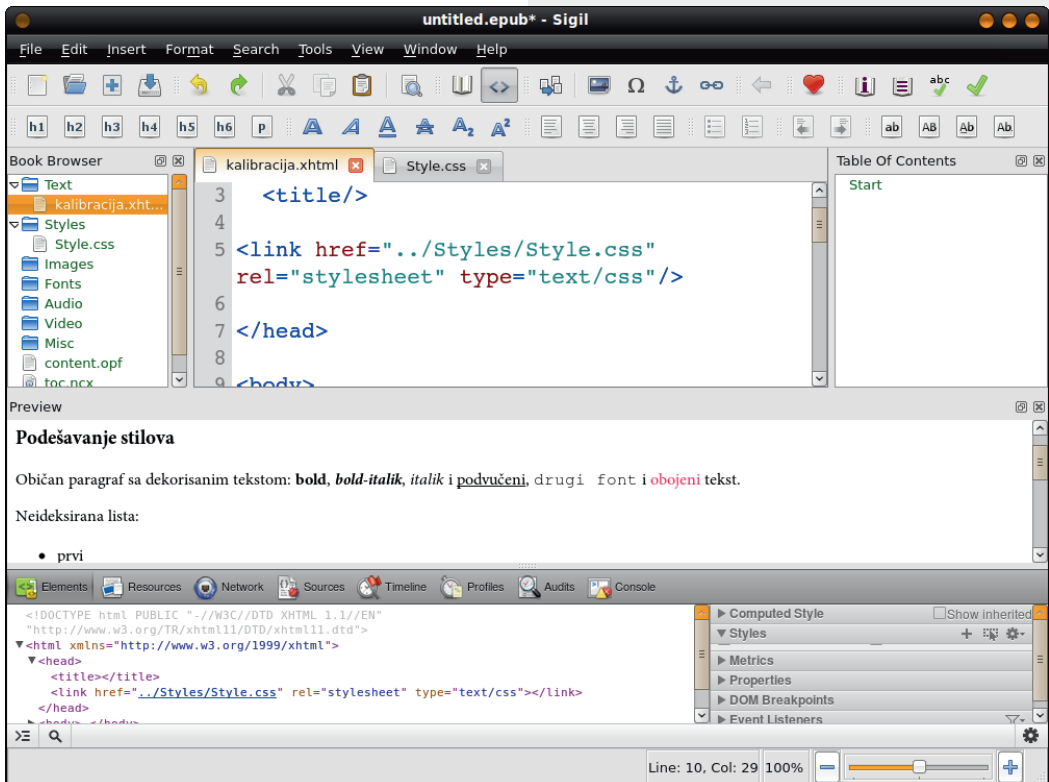 untitled.epub* - Sigil
File Edit Insert Format Search Tools View Window Help
Ω abc
h1 h2 h3 h4 h5 h6 p A A A A A₂ A² ab AB Ab Ab
Book Browser
Text
kalibracija.xht...
Styles
Style.css
Images
Fonts
Audio
Video
Misc
content.opf
toc.ncx
kalibracija.xhtml Style.css
3 <title/>
4
5 <link href="../Styles/Style.css"
rel="stylesheet" type="text/css"/>
6
7 </head>
8
9 <body>
Table Of Contents
Start
Preview
Podešavanje stilova
Običan paragraf sa dekorisanim tekstom: bold, bold-italik, italik i podvučeni, drugi font i obojeni tekst.
Neideksirana lista:
• prvi
Elements Resources Network Sources Timeline Profiles Audits Console
<!DOCTYPE html PUBLIC "-//W3C//DTD XHTML 1.1//EN"
"http://www.w3.org/TR/xhtml11/DTD/xhtml11.dtd">
<html xmlns="http://www.w3.org/1999/xhtml">
<head>
<title></title>
<link href="../Styles/Style.css" rel="stylesheet" type="text/css"></link>
</head>
<body>…</body>
Computed Style Show inherited
Styles
Metrics
Properties
DOM Breakpoints
Event Listeners
Line: 10, Col: 29 100%